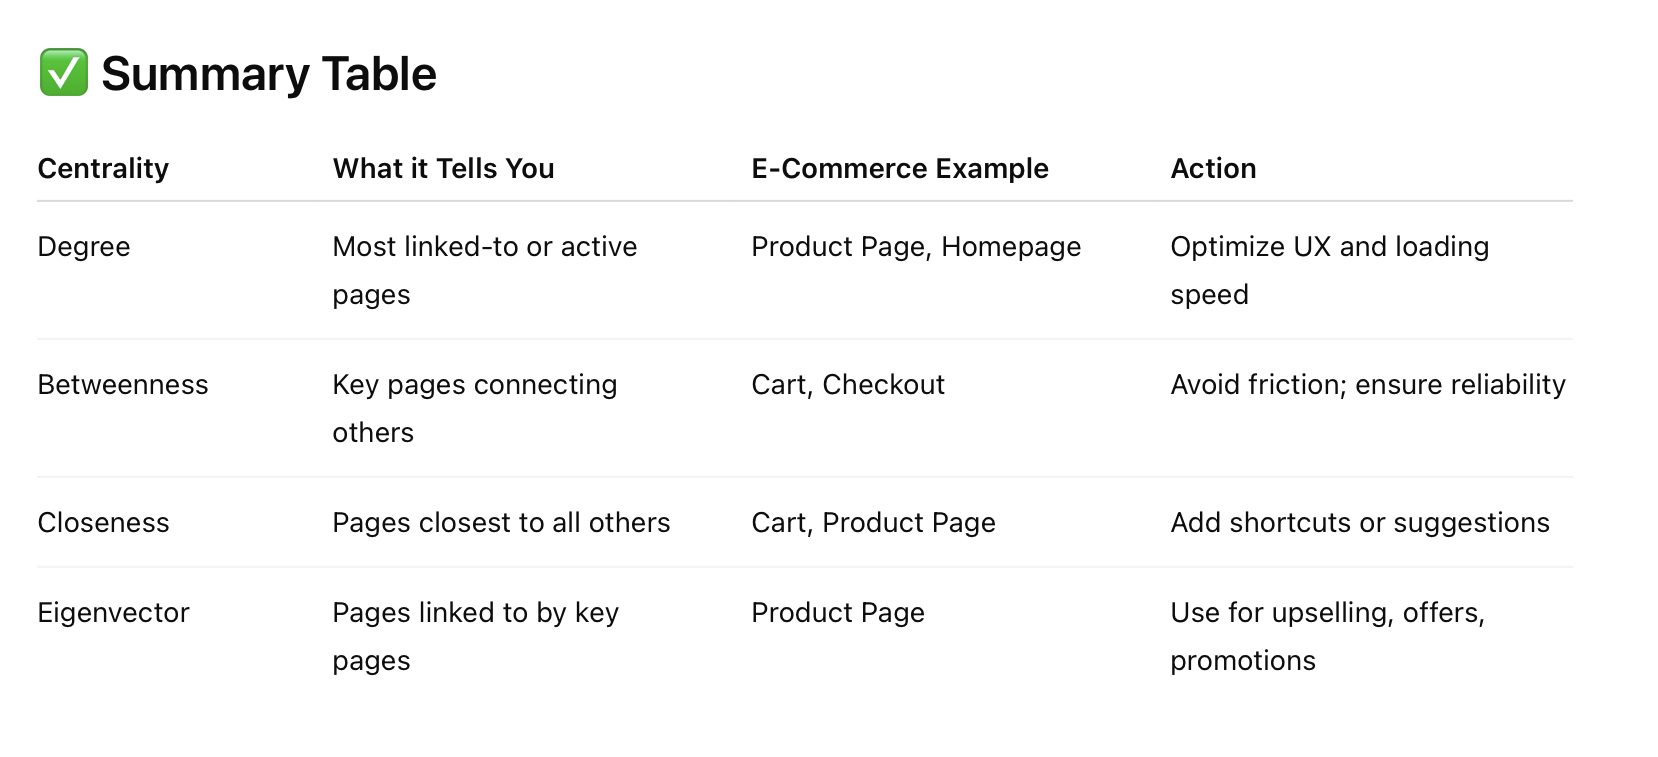 ✅ Summary Table
Centrality What it Tells You E-Commerce Example Action
Degree Most linked-to or active Product Page, Homepage Optimize UX and loading
pages speed
Betweenness Key pages connecting Cart, Checkout Avoid friction; ensure reliability
others
Closeness Pages closest to all others Cart, Product Page Add shortcuts or suggestions
Eigenvector Pages linked to by key Product Page Use for upselling, offers,
pages promotions